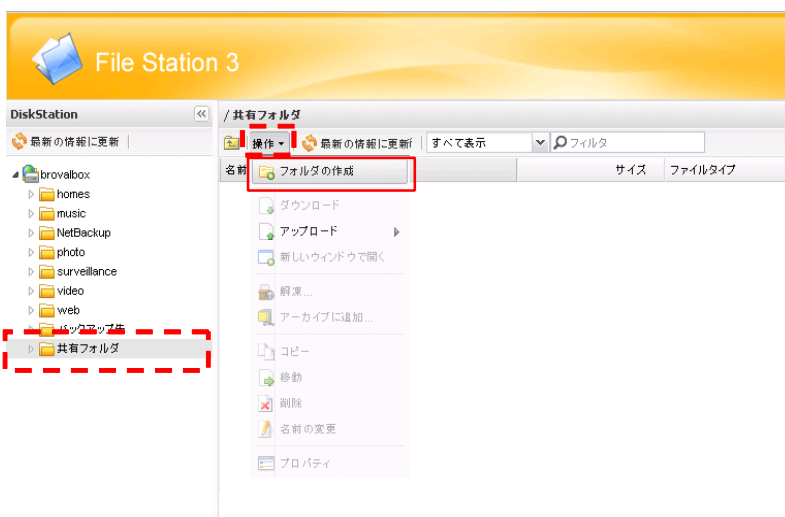 File Station 3
DiskStation
/ 共有フォルダ
最新の情報に更新
操作
最新の情報に更新
すべて表示
フィルタ
brovalbox
名前
サイズ
ファイルタイプ
homes
music
NetBackup
photo
surveillance
video
web
バックアップ先
共有フォルダ
フォルダの作成
ダウンロード
アップロード
新しいウィンドウで開く
解凍...
アーカイブに追加...
コピー
移動
削除
名前の変更
プロパティ